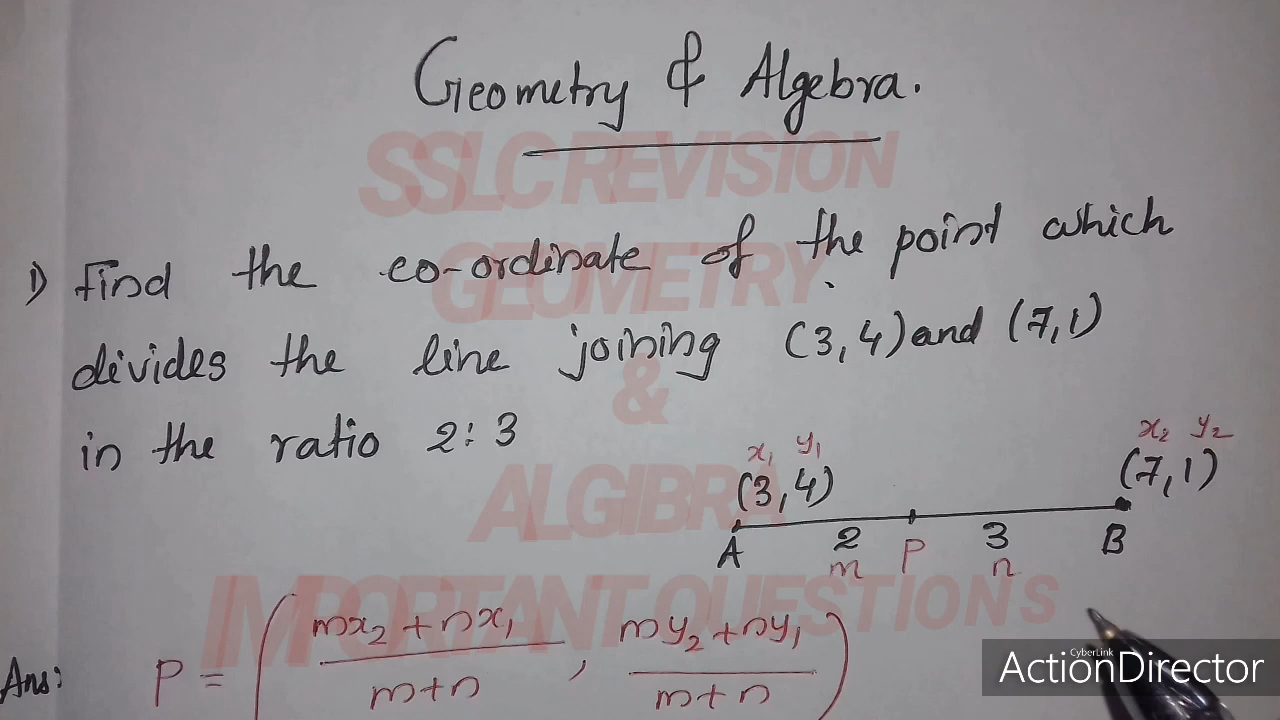 Geometry & Algebra.
SSLC REVISION
GEOMETRY
&
ALGIBRA
IMPORTANT QUESTIONS
1) Find the co-ordinate of the point which
divides the line joining (3,4) and (7,1)
in the ratio 2:3
x₁ y₁
(3,4)
x₂ y₂
(7,1)
A 2 P 3 B
m n
Ans: P = ( mx₂+nx₁ / m+n , my₂+ny₁ / m+n )
CyberLink
ActionDirector